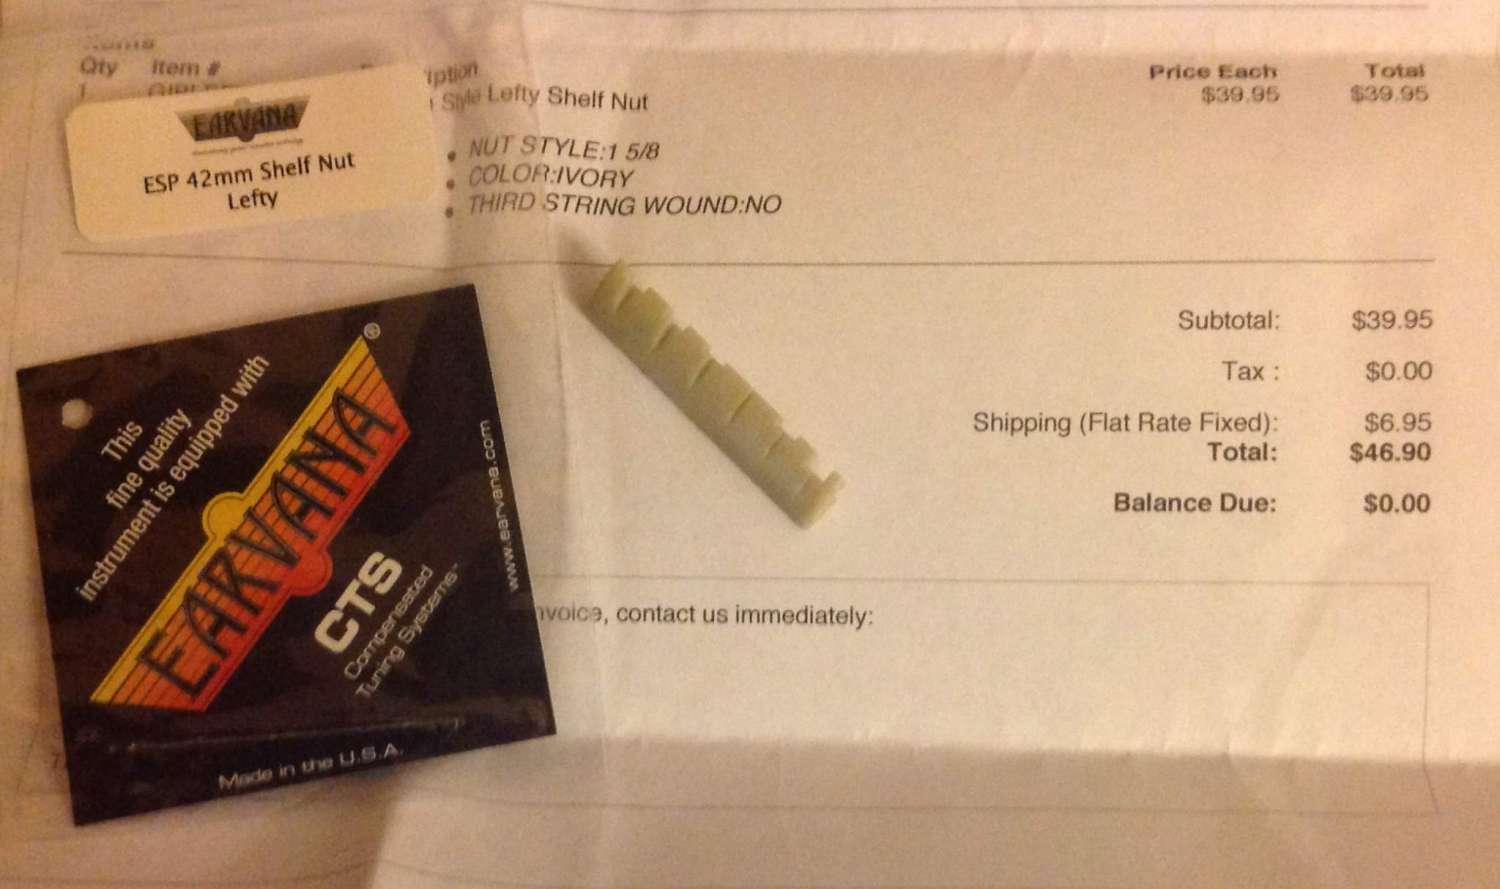 Qty Item # ription Price Each Total
$39.95 $39.95
Style Lefty Shelf Nut
• NUT STYLE:1 5/8
• COLOR:IVORY
• THIRD STRING WOUND:NO
EARVANA
ESP 42mm Shelf Nut
Lefty
Subtotal: $39.95
Tax : $0.00
Shipping (Flat Rate Fixed): $6.95
Total: $46.90
Balance Due: $0.00
nvoice, contact us immediately:
This
fine quality
instrument is equipped with
EARVANA®
CTS
Compensated
Tuning Systems™
www.earvana.com
Made in the U.S.A.